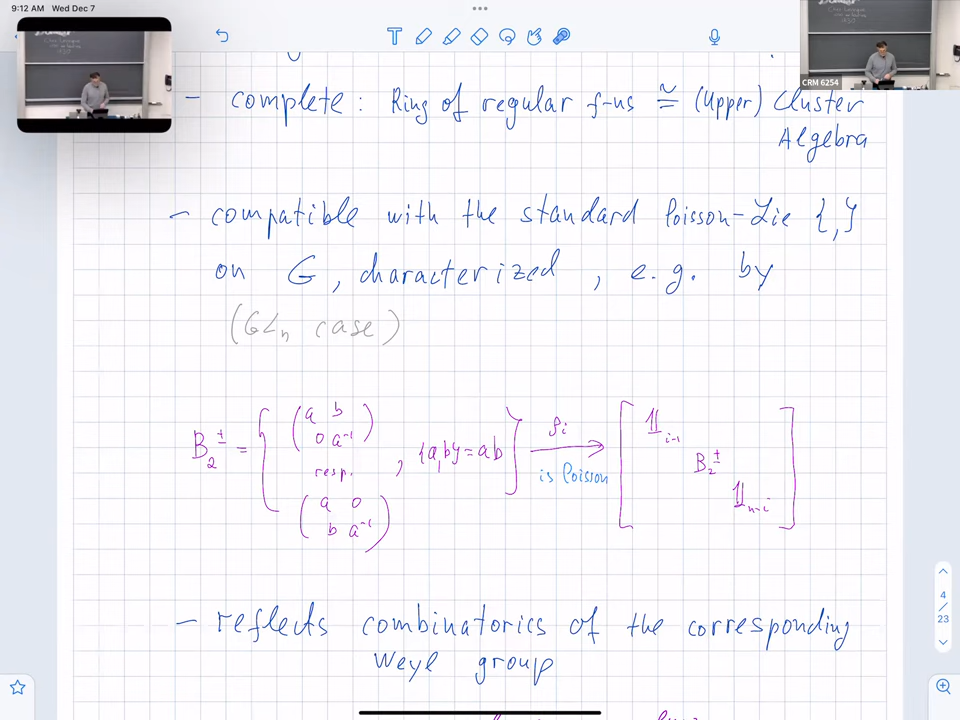 9:12 AM Wed Dec 7
CRM 6254
- complete: Ring of regular f-ns ≅ (Upper) Cluster
Algebra
- compatible with the standard Poisson-Lie {,}
on G, characterized, e.g. by
(GLₙ case)
B₂^± = { (a b
0 a⁻¹)
resp.
(a 0
b a⁻¹) , {a,b}=ab } ρᵢ → is Poisson [ 𝟙ᵢ₋₁
B₂^±
𝟙ₙ₋ᵢ ]
- reflects combinatorics of the corresponding
Weyl group
4
/
23